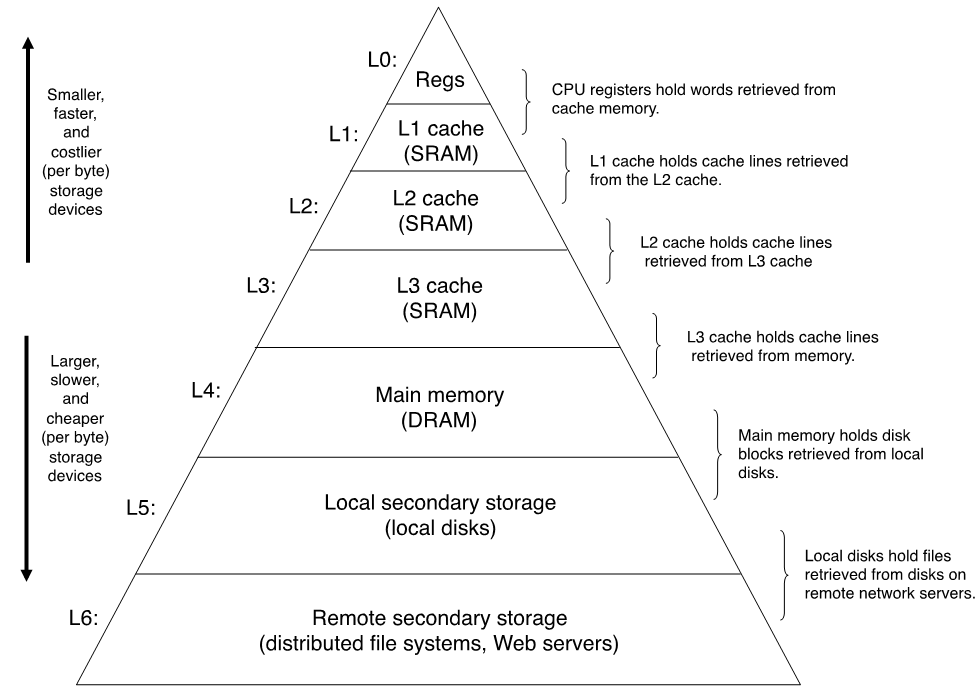 L0:
Regs
CPU registers hold words retrieved from
cache memory.
Smaller,
faster,
and
costlier
(per byte)
storage
devices
L1:
L1 cache
(SRAM)
L1 cache holds cache lines retrieved
from the L2 cache.
L2:
L2 cache
(SRAM)
L2 cache holds cache lines
retrieved from L3 cache
L3:
L3 cache
(SRAM)
L3 cache holds cache lines
retrieved from memory.
Larger,
slower,
and
cheaper
(per byte)
storage
devices
L4:
Main memory
(DRAM)
Main memory holds disk
blocks retrieved from local
disks.
L5:
Local secondary storage
(local disks)
Local disks hold files
retrieved from disks on
remote network servers.
L6:
Remote secondary storage
(distributed file systems, Web servers)